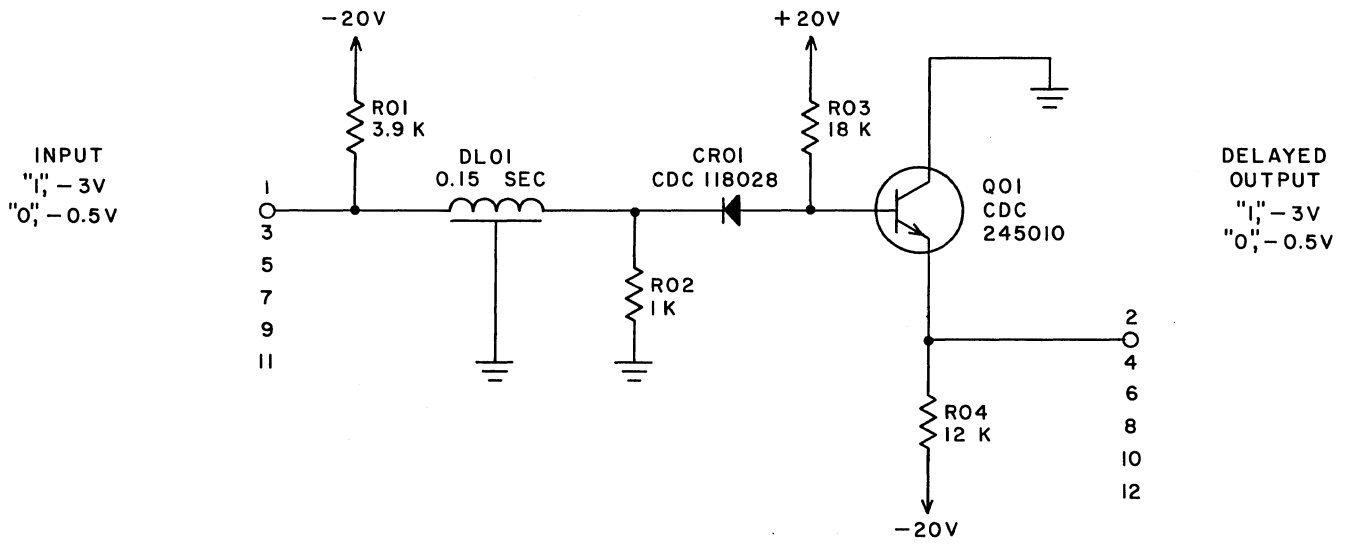 -20V
+20V
R01
3.9 K
R03
18 K
INPUT
"1", -3V
"0", -0.5V
DL01
0.15 SEC
CR01
CDC 118028
Q01
CDC
245010
DELAYED
OUTPUT
"1", -3V
"0", -0.5V
1
3
5
7
9
11
R02
1K
2
4
6
8
10
12
R04
12 K
-20V